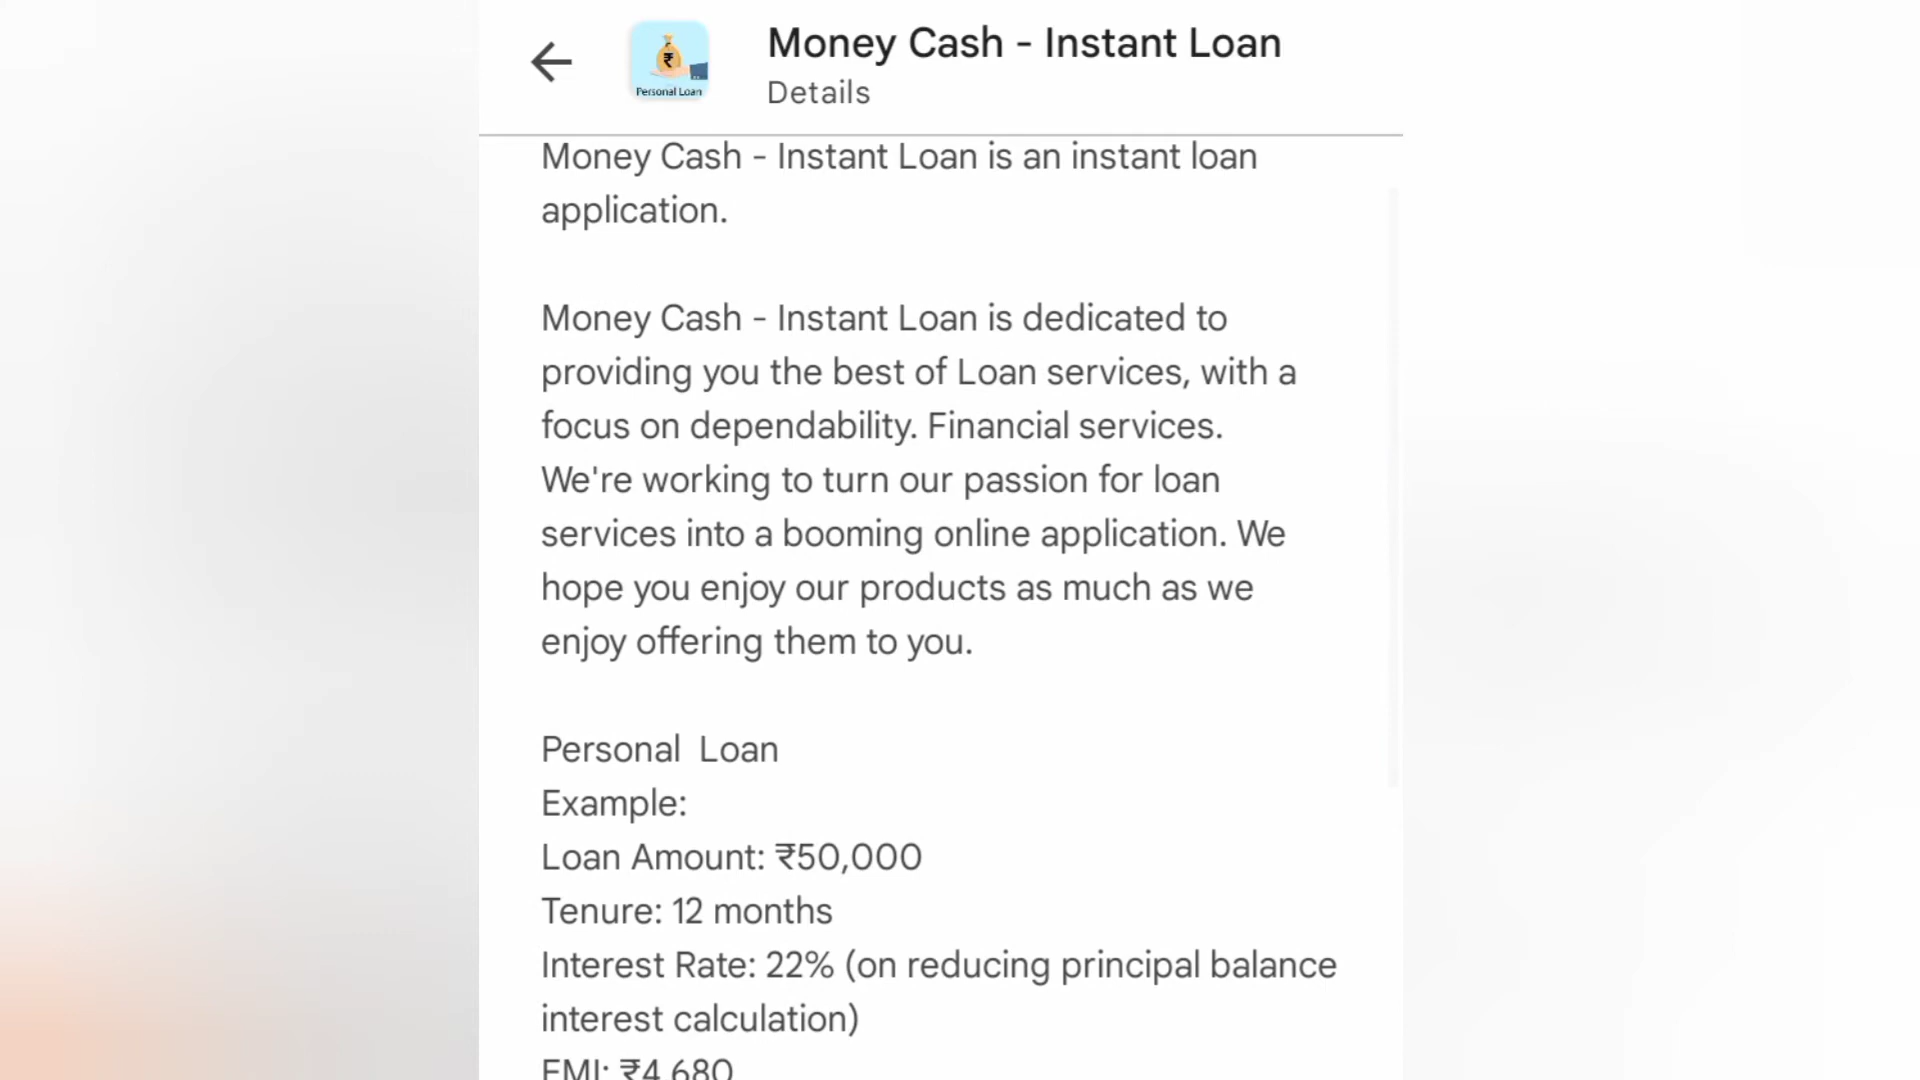 Money Cash - Instant Loan
Details
₹
Personal Loan
Money Cash - Instant Loan is an instant loan
application.
Money Cash - Instant Loan is dedicated to
providing you the best of Loan services, with a
focus on dependability. Financial services.
We're working to turn our passion for loan
services into a booming online application. We
hope you enjoy our products as much as we
enjoy offering them to you.
Personal  Loan
Example:
Loan Amount: ₹50,000
Tenure: 12 months
Interest Rate: 22% (on reducing principal balance
interest calculation)
EMI: ₹4,680